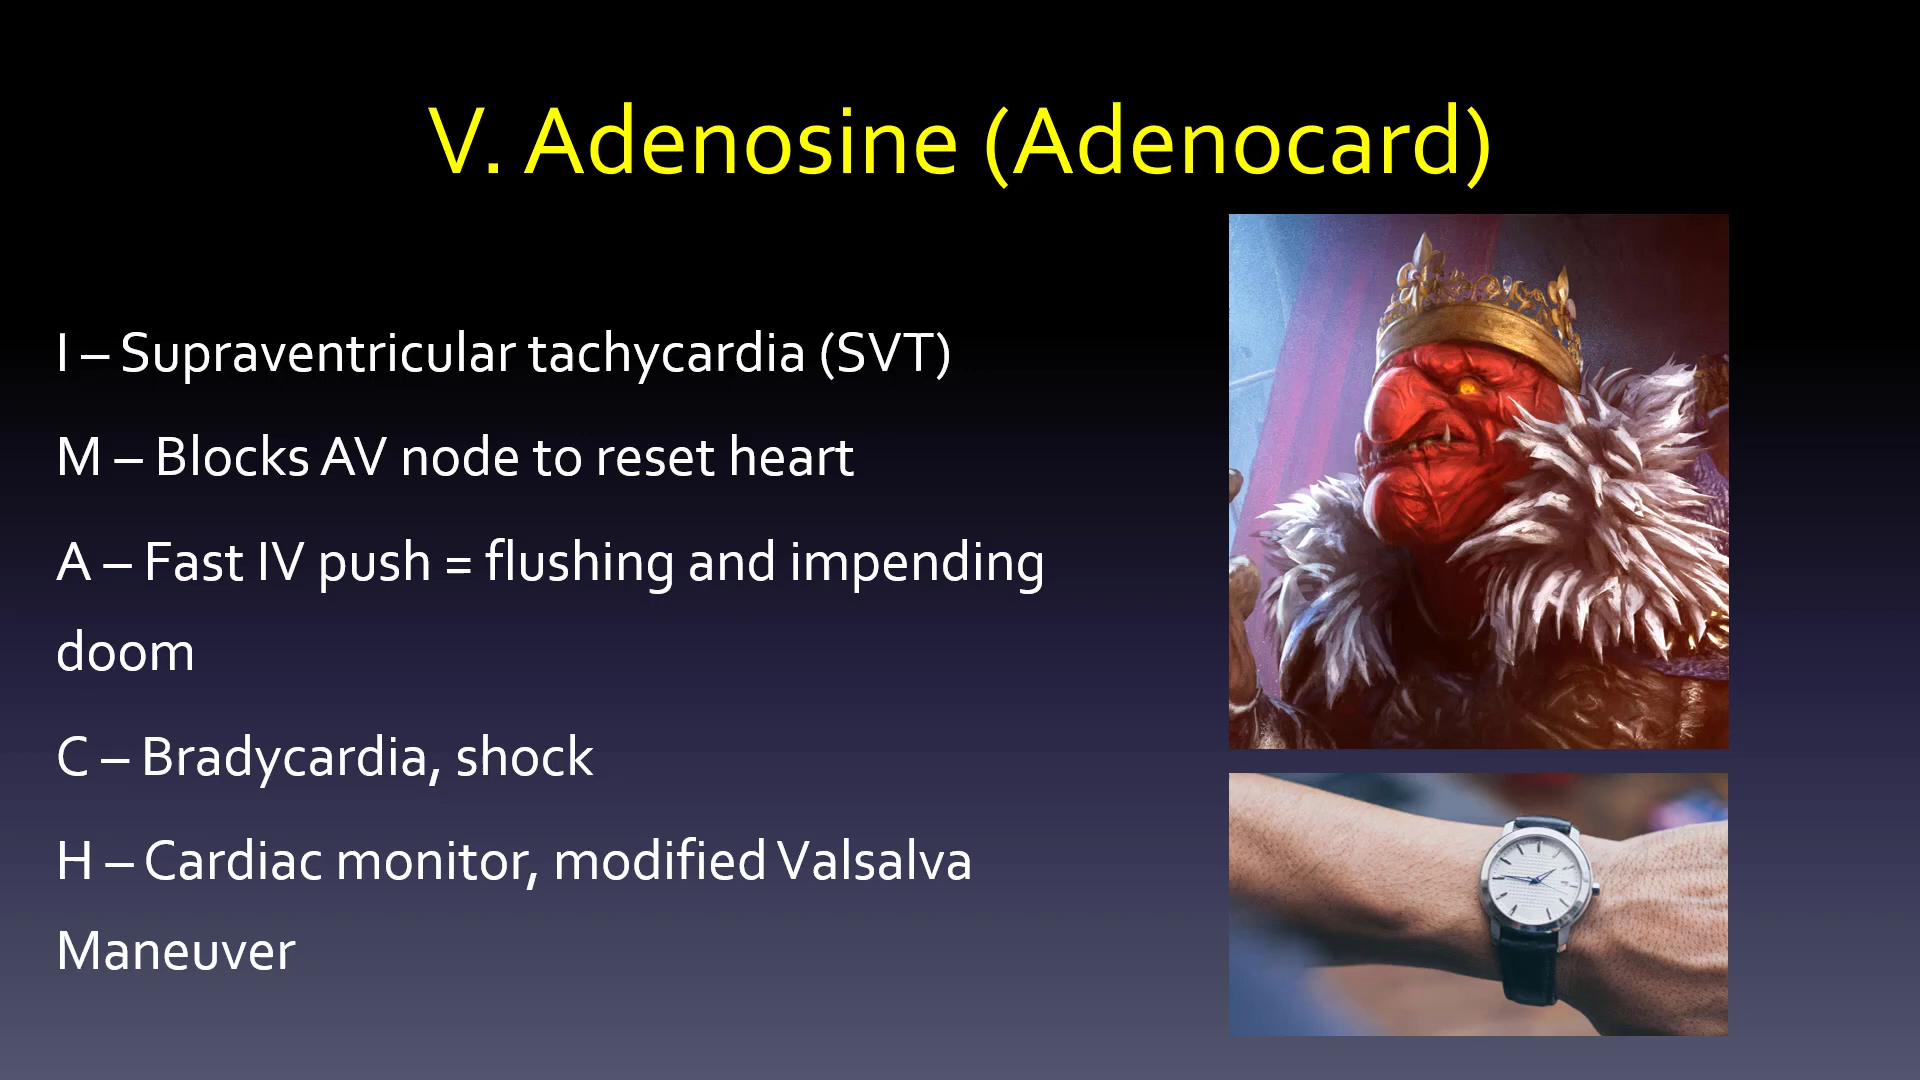 V. Adenosine (Adenocard)
I – Supraventricular tachycardia (SVT)
M – Blocks AV node to reset heart
A – Fast IV push = flushing and impending
doom
C – Bradycardia, shock
H – Cardiac monitor, modified Valsalva
Maneuver